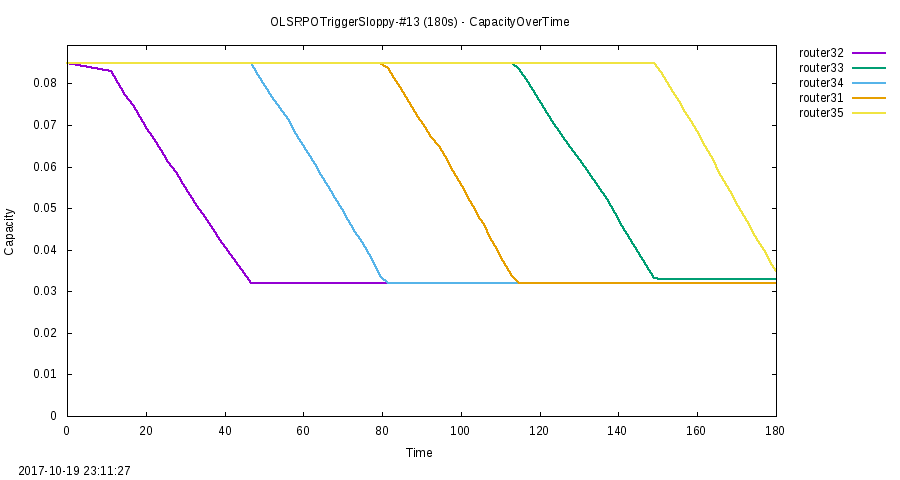 OLSRPOTriggerSloppy-#13 (180s) - CapacityOverTime
router32
router33
router34
router31
router35
0.08
0.07
0.06
0.05
0.04
0.03
0.02
0.01
0
Capacity
0 20 40 60 80 100 120 140 160 180
Time
2017-10-19 23:11:27